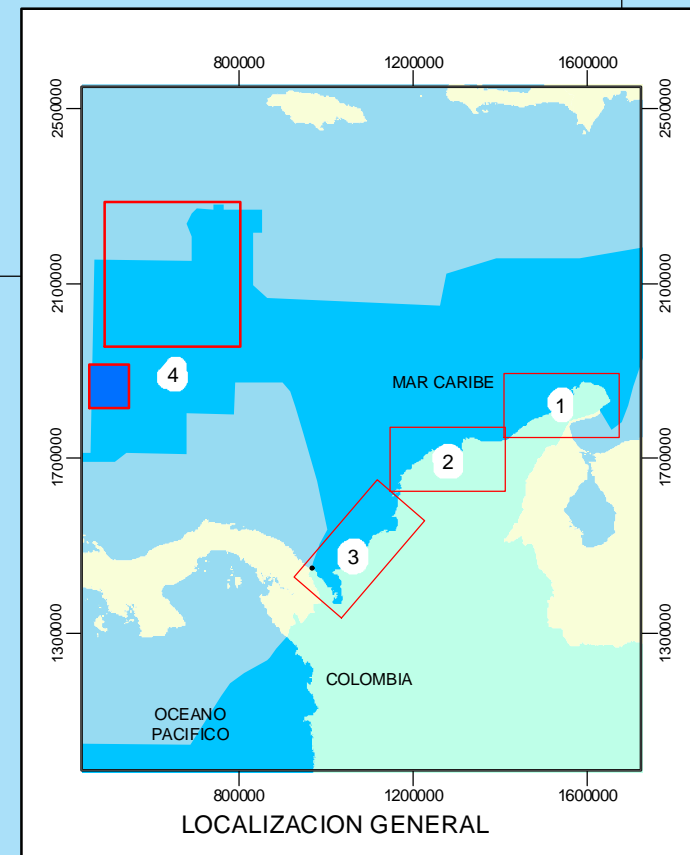 800000 1200000 1600000
2500000 2500000
2100000 2100000
4
MAR CARIBE
1
2
1700000 1700000
3
1300000 1300000
COLOMBIA
OCEANO
PACIFICO
800000 1200000 1600000
LOCALIZACION GENERAL